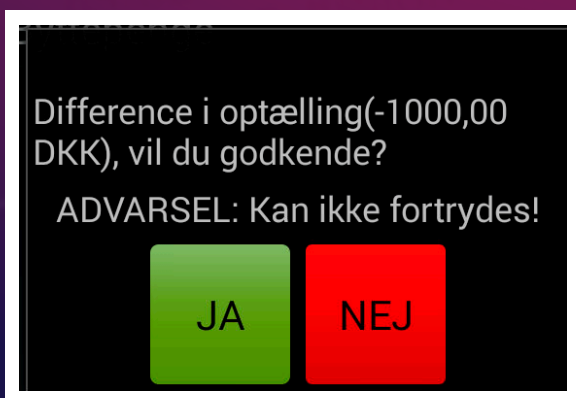 Difference i optælling(-1000,00
DKK), vil du godkende?
ADVARSEL: Kan ikke fortrydes!
JA NEJ